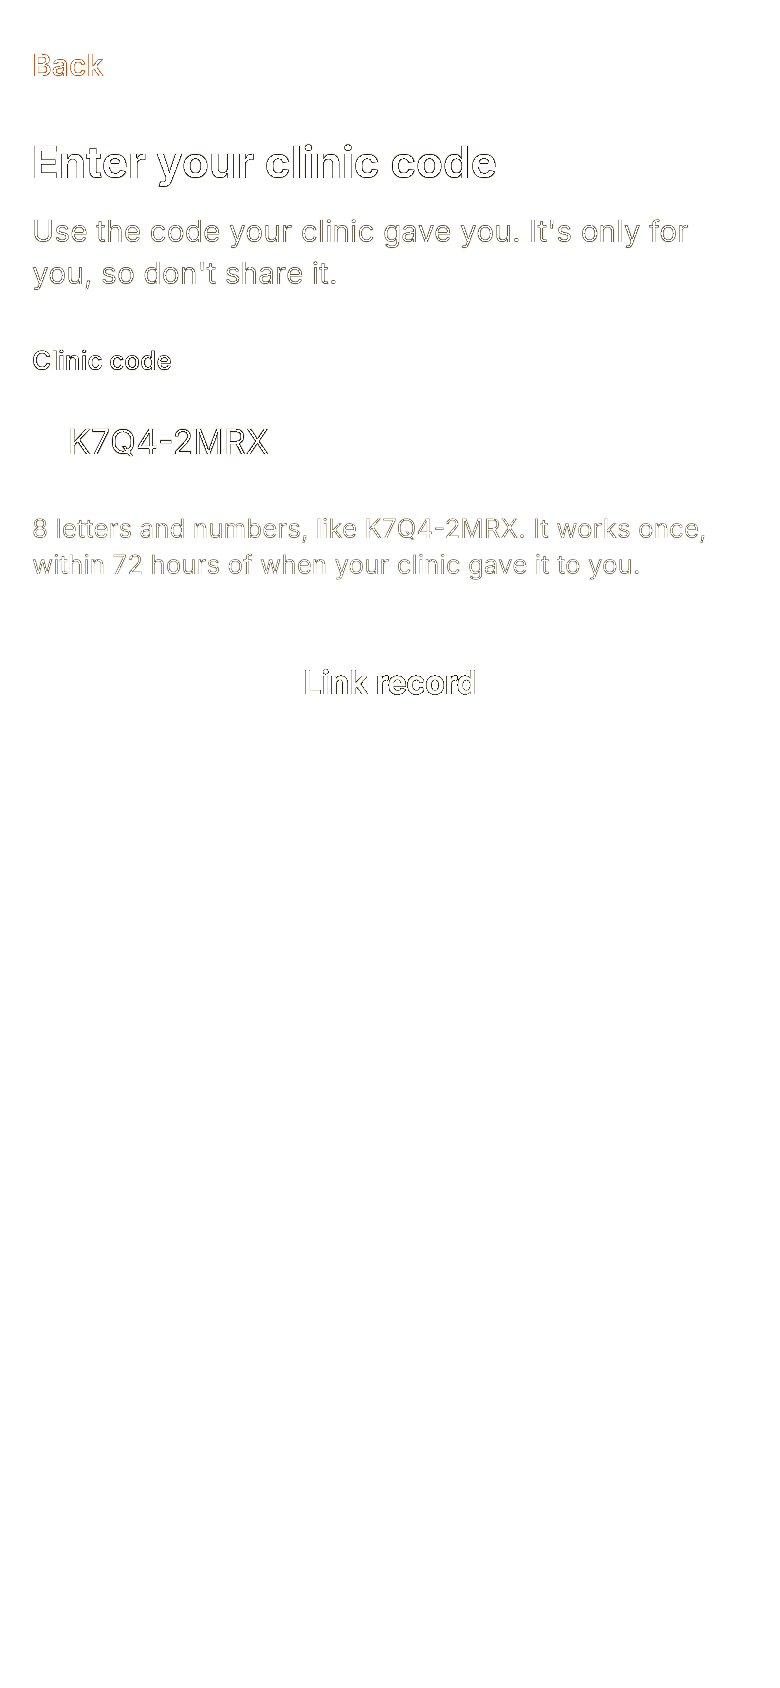 Back
Enter your clinic code
Use the code your clinic gave you. It's only for
you, so don't share it.
Clinic code
K7Q4-2MRX
8 letters and numbers, like K7Q4-2MRX. It works once,
within 72 hours of when your clinic gave it to you.
Link record